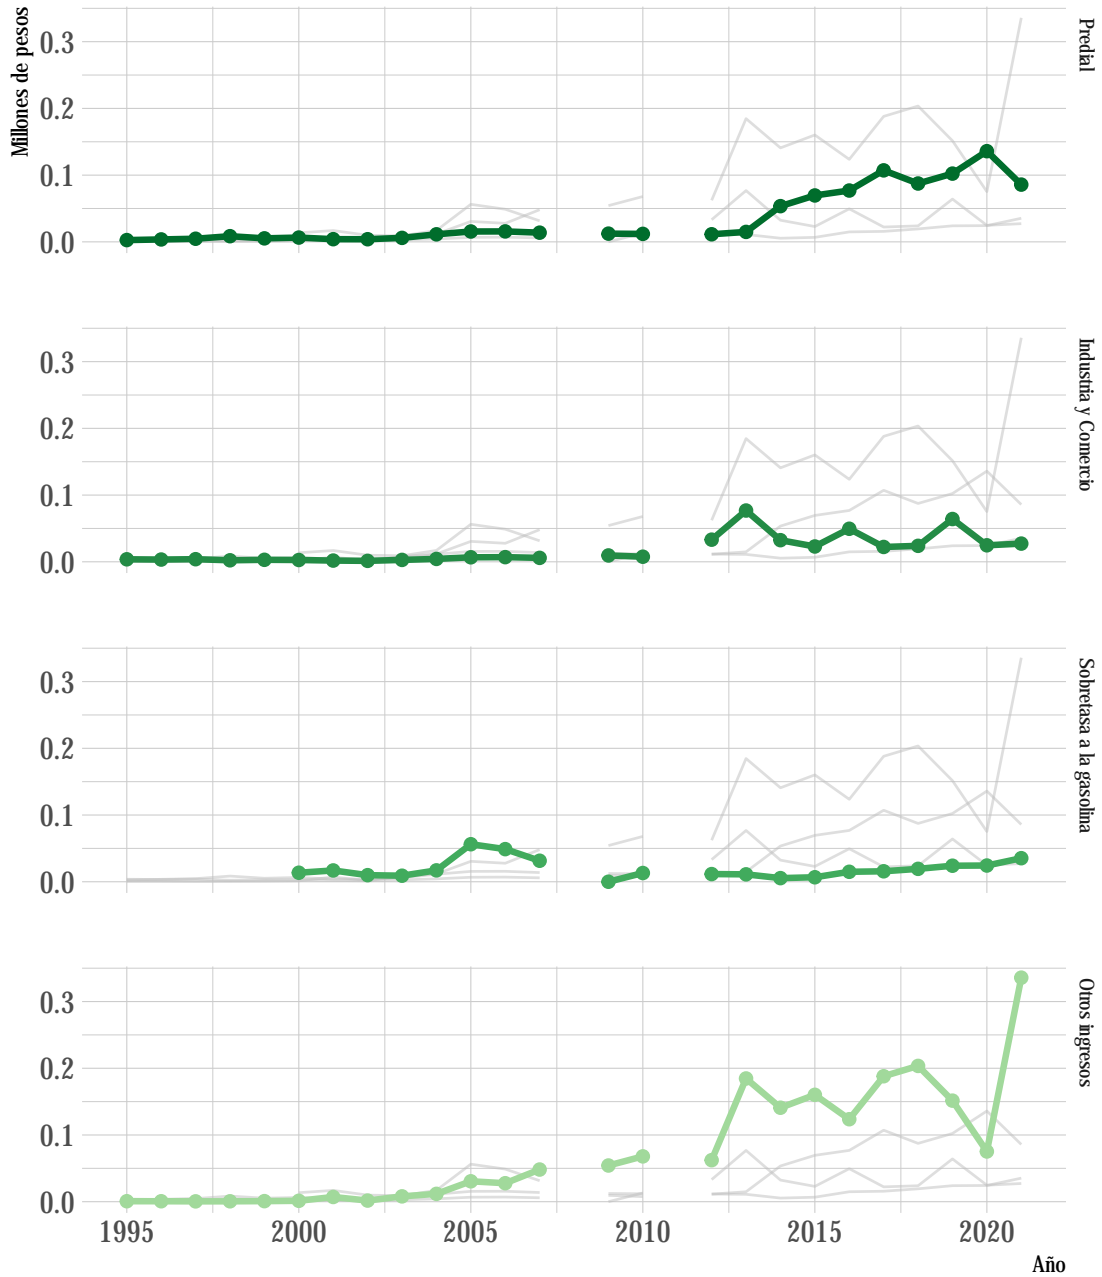 Millones de pesos
0.3
0.2
0.1
0.0
Predial
0.3
0.2
0.1
0.0
Industria y Comercio
0.3
0.2
0.1
0.0
Sobretasa a la gasolina
0.3
0.2
0.1
0.0
Otros ingresos
1995 2000 2005 2010 2015 2020
Año